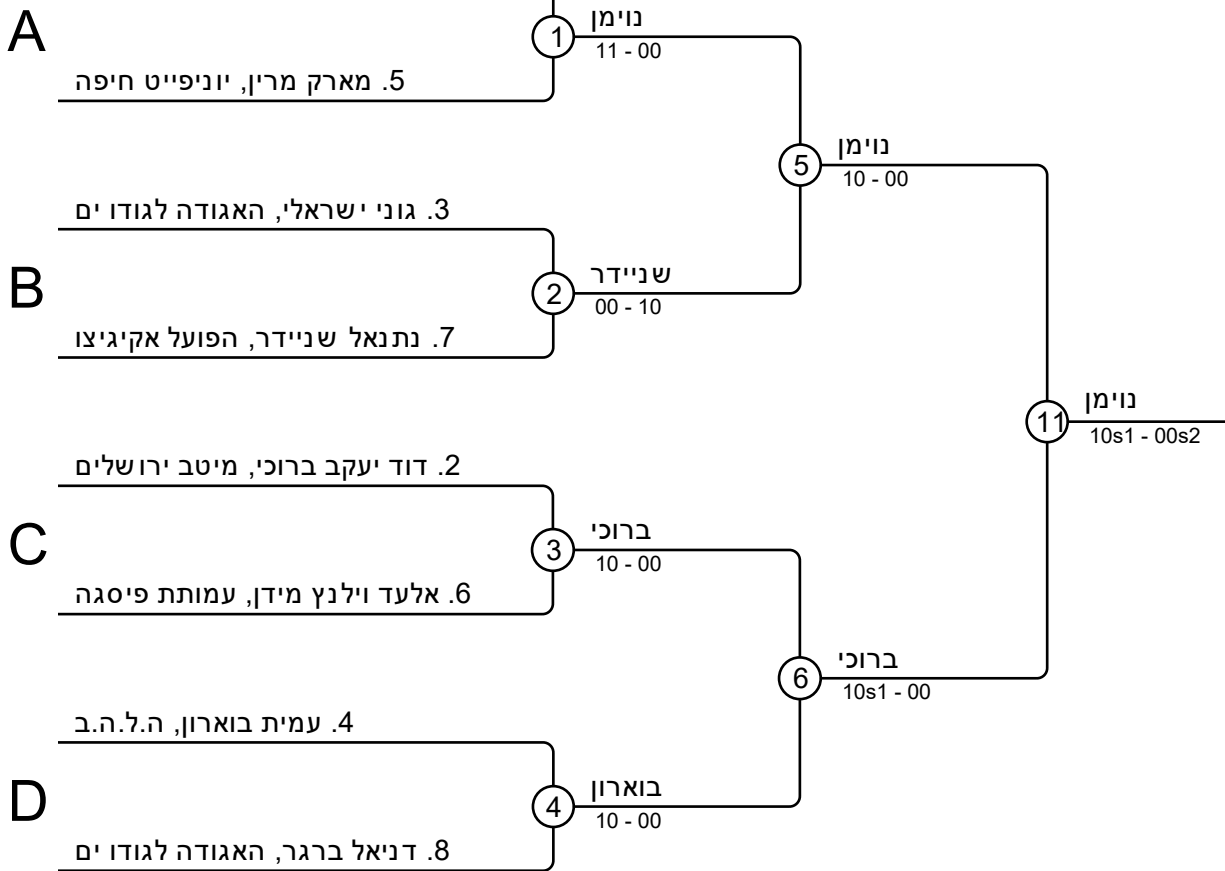 A
1
נוימן
11 - 00
5. מארק מרין, יוניפייט חיפה
5
נוימן
10 - 00
3. גוני ישראלי, האגודה לגודו ים
B
2
שניידר
00 - 10
7. נתנאל שניידר, הפועל אקיגיצו
11
נוימן
10s1 - 00s2
2. דוד יעקב ברוכי, מיטב ירושלים
C
3
ברוכי
10 - 00
6. אלעד וילנץ מידן, עמותת פיסגה
6
ברוכי
10s1 - 00
4. עמית בוארון, ה.ל.ה.ב
D
4
בוארון
10 - 00
8. דניאל ברגר, האגודה לגודו ים